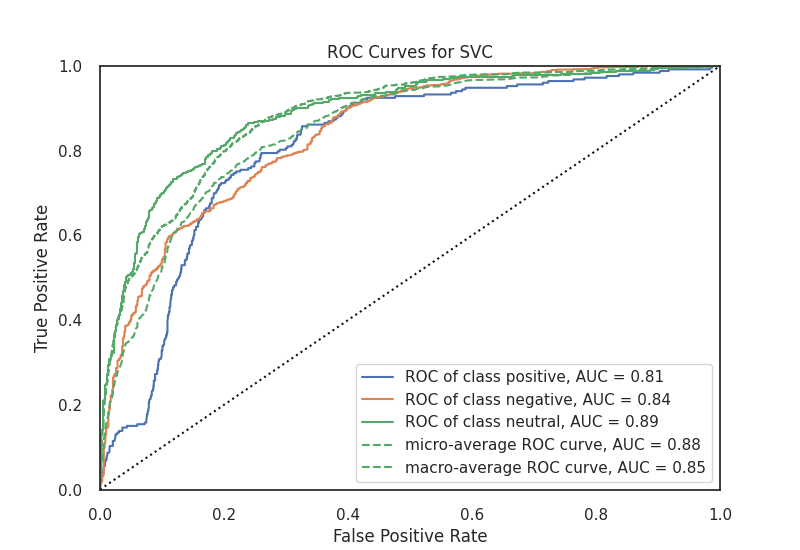 ROC Curves for SVC
1.0
0.8
0.6
0.4
0.2
0.0
True Positive Rate
ROC of class positive, AUC = 0.81
ROC of class negative, AUC = 0.84
ROC of class neutral, AUC = 0.89
micro-average ROC curve, AUC = 0.88
macro-average ROC curve, AUC = 0.85
0.0 0.2 0.4 0.6 0.8 1.0
False Positive Rate